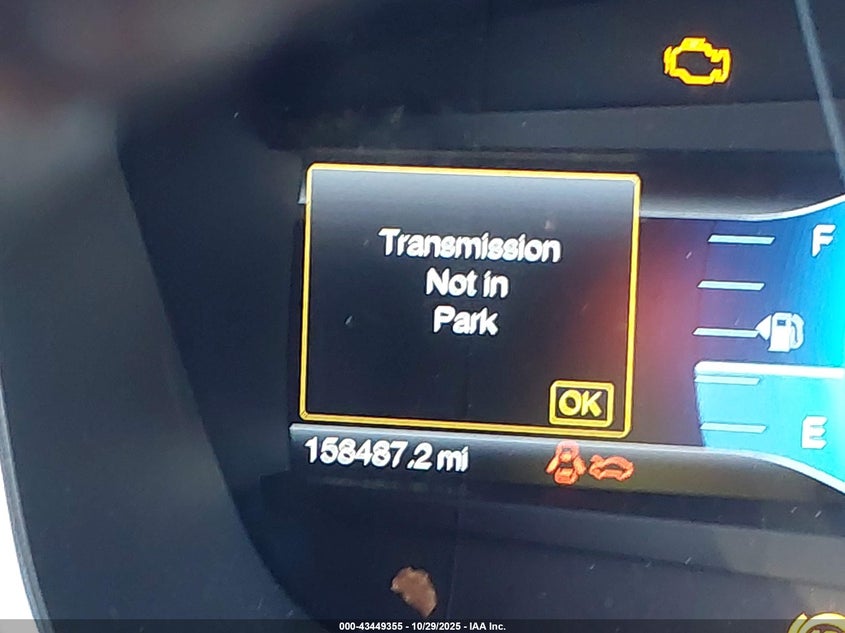 Transmission
Not in
Park
OK
F
E
158487.2 mi
000-43449355 - 10/29/2025 - IAA Inc.